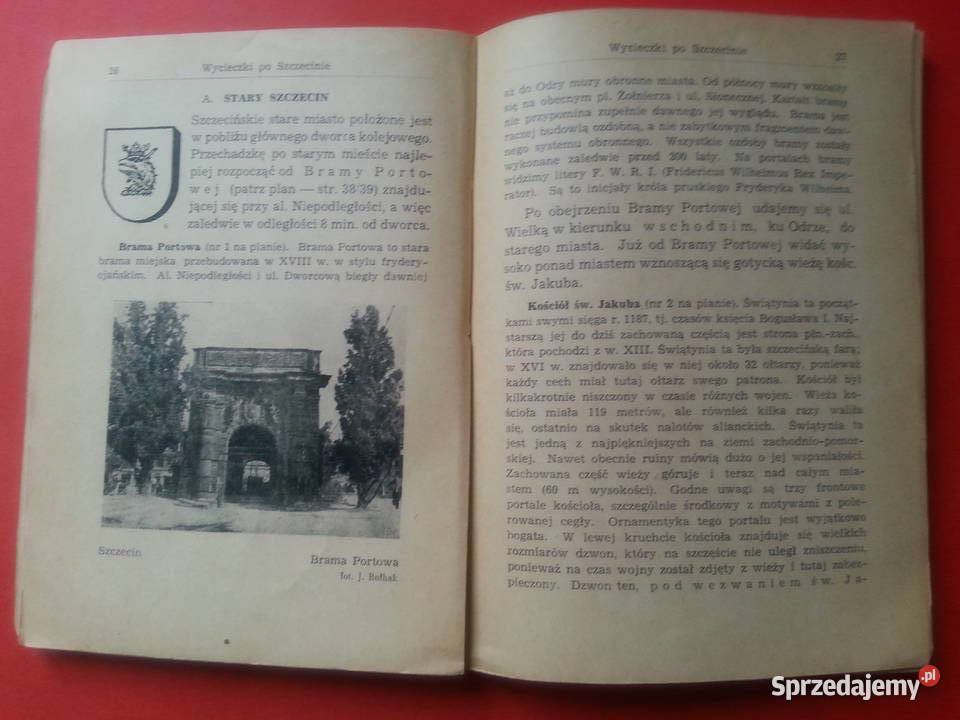 26 Wycieczki po Szczecinie
A. STARY SZCZECIN
Szczecińskie stare miasto położone jest
w pobliżu głównego dworca kolejowego.
Przechadzkę po starym mieście najle-
piej rozpocząć od Bramy Porto-
wej (patrz plan — str. 38/39) znajdu-
jącej się przy al. Niepodległości, a więc
zaledwie w odległości 8 min. od dworca.
Brama Portowa (nr 1 na planie). Brama Portowa to stara
brama miejska przebudowana w XVIII w. w stylu frydery-
cjańskim. Al. Niepodległości i ul. Dworcową biegły dawniej
Szczecin
Brama Portowa
fot. J. Bułhak
Wycieczki po Szczecinie 27
aż do Odry mury obronne miasta. Od północy mury wznosiły
się na obecnym pl. Żołnierza i ul. Słonecznej. Kształt bramy
nie przypomina zupełnie dawnego jej wyglądu. Brama jest
raczej budowlą ozdobną, a nie zabytkowym fragmentem daw-
nego systemu obronnego. Wszystkie ozdoby bramy zostały
wykonane zaledwie przed 200 laty. Na portalach bramy
widzimy litery F. W. R. I. (Fridericus Wilhelmus Rex Impe-
rator). Są to inicjały króla pruskiego Fryderyka Wilhelma.
Po obejrzeniu Bramy Portowej udajemy się ul.
Wielką w kierunku wschodnim, ku Odrze, do
starego miasta. Już od Bramy Portowej widać wy-
soko ponad miastem wznoszącą się gotycką wieżę kośc.
św. Jakuba.
Kościół św. Jakuba (nr 2 na planie). Świątynia ta począt-
kami swymi sięga r. 1187, tj. czasów księcia Bogusława I. Naj-
starszą jej do dziś zachowaną częścią jest strona płn.-zach.,
która pochodzi z w. XIII. Świątynia ta była szczecińską farą;
w XVI w. znajdowało się w niej około 32 ołtarzy, ponieważ
każdy cech miał tutaj ołtarz swego patrona. Kościół był
kilkakrotnie niszczony w czasie różnych wojen. Wieża ko-
ścioła miała 119 metrów, ale również kilka razy waliła
się, ostatnio na skutek nalotów alianckich. Świątynia ta
jest jedną z najpiękniejszych na ziemi zachodnio-pomor-
skiej. Nawet obecnie ruiny mówią dużo o jej wspaniałości.
Zachowana część wieży góruje i teraz nad całym mia-
stem (60 m wysokości). Godne uwagi są trzy frontowe
portale kościoła, szczególnie środkowy z motywami z pole-
rowanej cegły. Ornamentyka tego portalu jest wyjątkowo
bogata. W lewej kruchcie kościoła znajduje się wielkich
rozmiarów dzwon, który na szczęście nie uległ zniszczeniu,
ponieważ na czas wojny został zdjęty z wieży i tutaj zabez-
pieczony. Dzwon ten, pod wezwaniem św. Ja-
Sprzedajemy.pl